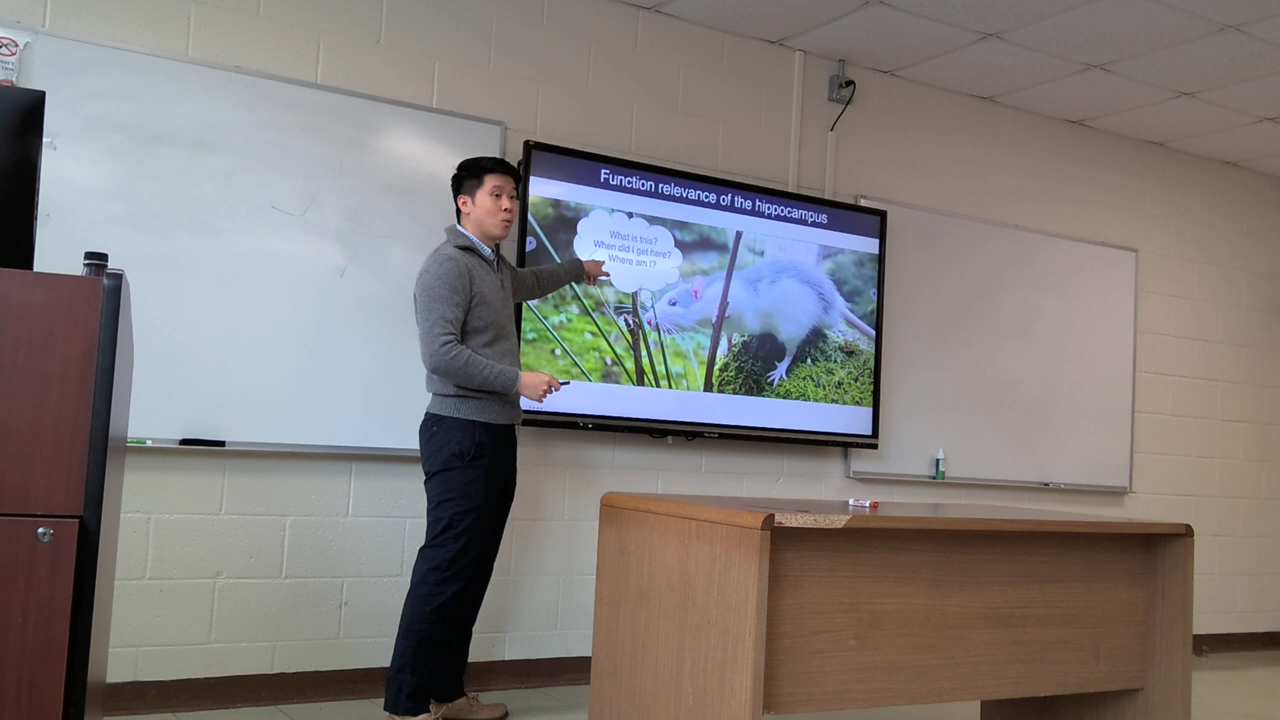 Function relevance of the hippocampus
What is this?
When did I get here?
Where am I?